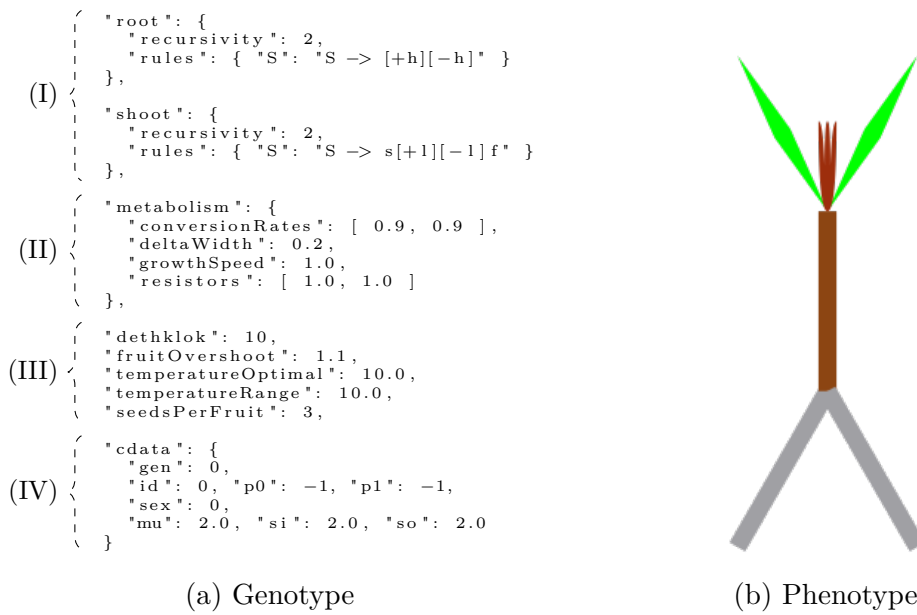 "root": {
"recursivity": 2,
"rules": { "S": "S -> [+h][-h]" }
},
(I)
"shoot": {
"recursivity": 2,
"rules": { "S": "S -> s[+l][-l]f" }
},
"metabolism": {
"conversionRates": [ 0.9, 0.9 ],
(II)
"deltaWidth": 0.2,
"growthSpeed": 1.0,
"resistors": [ 1.0, 1.0 ]
},
"dethklok": 10,
"fruitOvershoot": 1.1,
(III)
"temperatureOptimal": 10.0,
"temperatureRange": 10.0,
"seedsPerFruit": 3,
"cdata": {
"gen": 0,
(IV)
"id": 0, "p0": -1, "p1": -1,
"sex": 0,
"mu": 2.0, "si": 2.0, "so": 2.0
}
(a) Genotype
(b) Phenotype